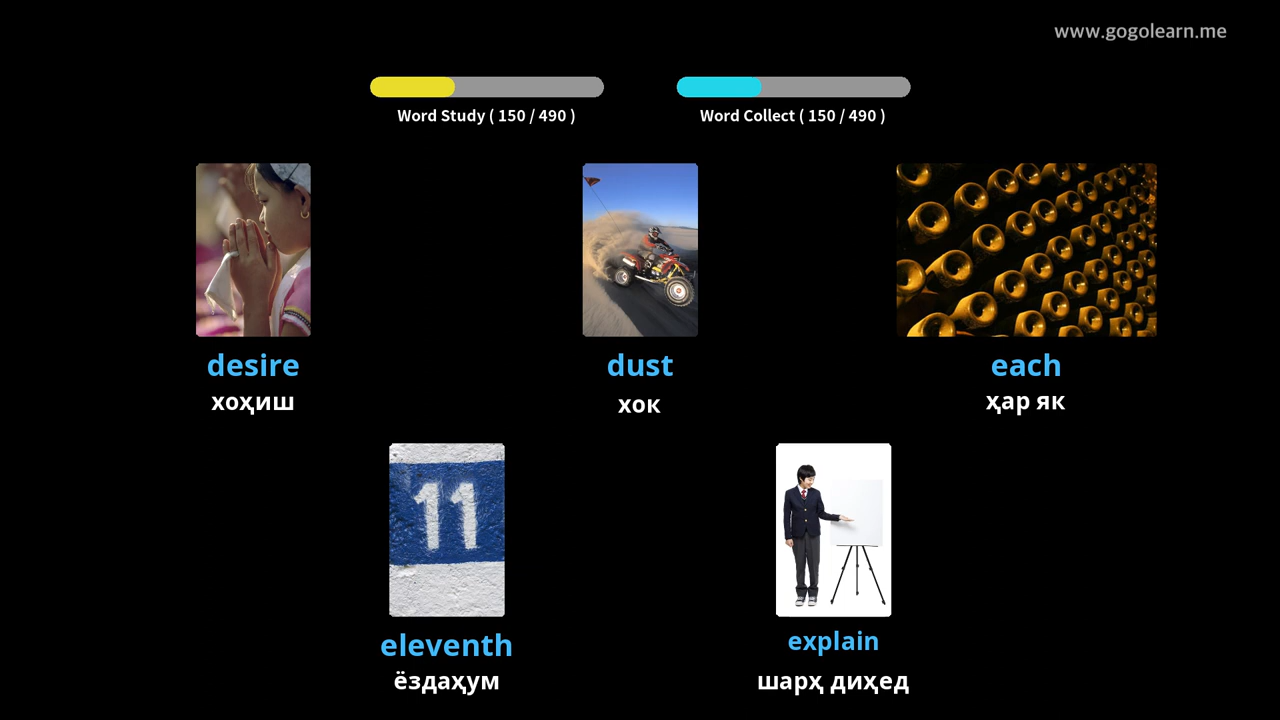 www.gogolearn.me
Word Study ( 150 / 490 )
Word Collect ( 150 / 490 )
desire
хоҳиш
dust
хок
each
ҳар як
11
eleventh
ёздаҳум
explain
шарҳ диҳед